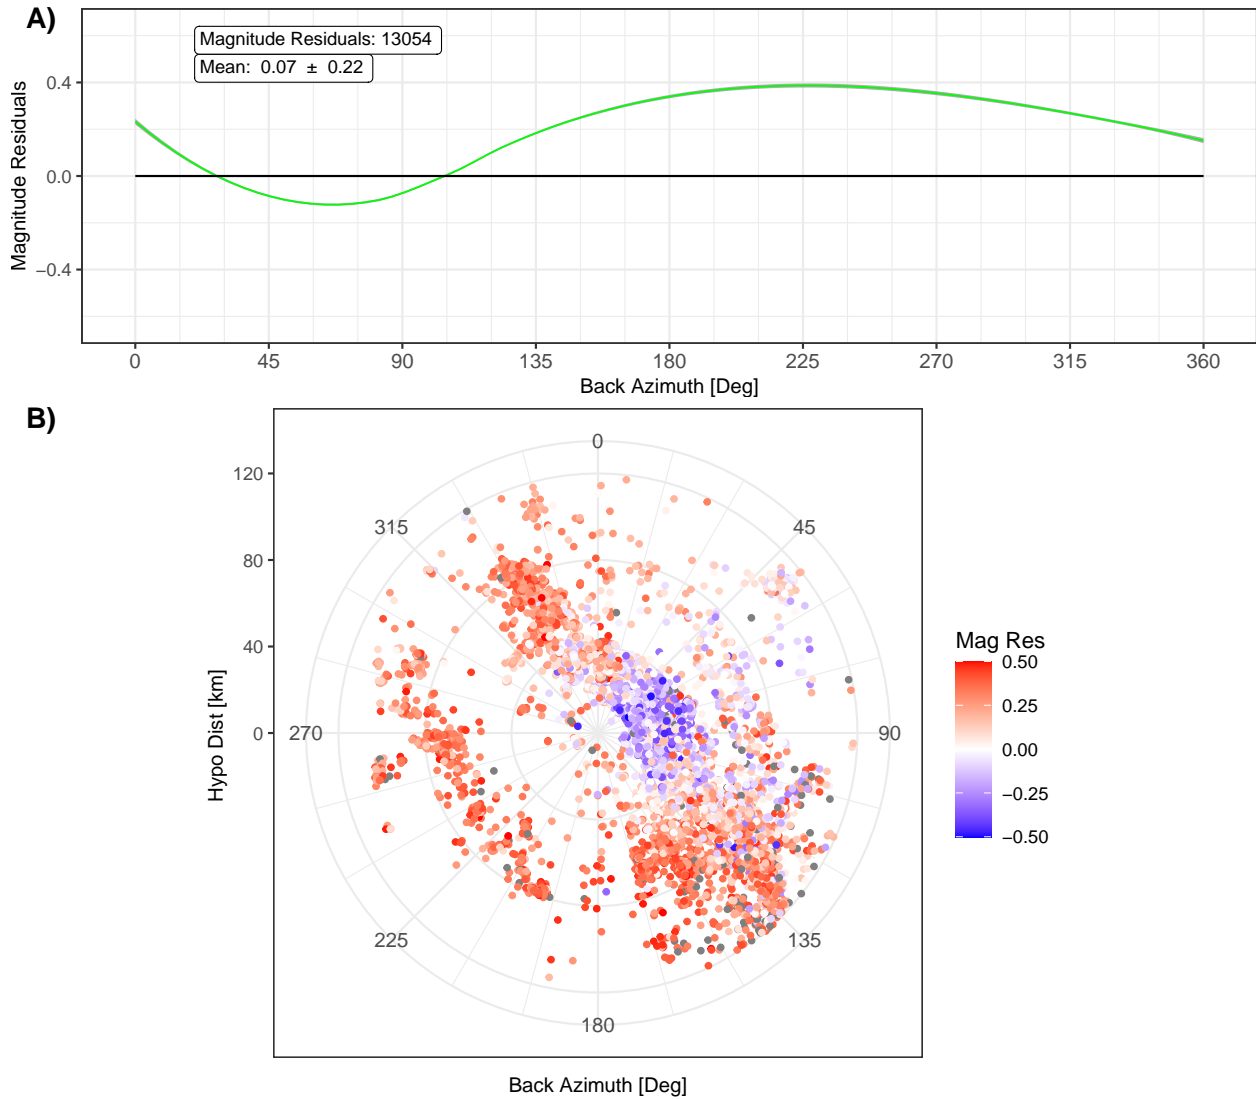 A)
Magnitude Residuals: 13054
Mean: 0.07 ± 0.22
Magnitude Residuals
0.4
0.0
−0.4
0 45 90 135 180 225 270 315 360
Back Azimuth [Deg]
B)
Hypo Dist [km]
120
80
40
0
0
45
90
135
180
225
270
315
Back Azimuth [Deg]
Mag Res
0.50
0.25
0.00
−0.25
−0.50